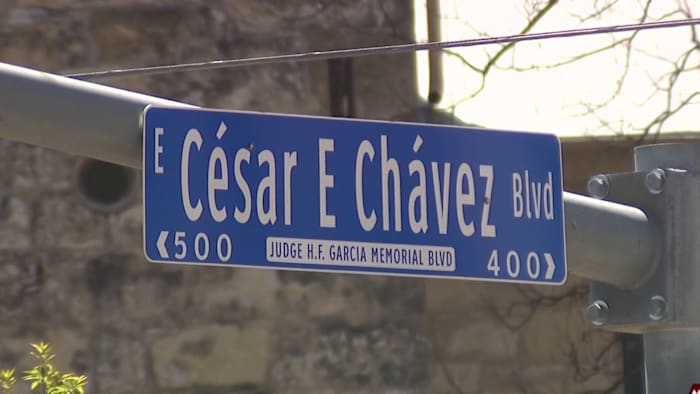 E César E Chávez Blvd
JUDGE H.F. GARCIA MEMORIAL BLVD
500 400